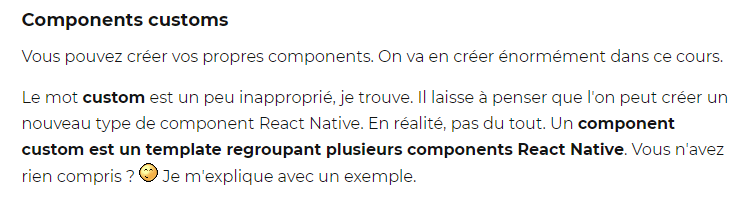 Components customs
Vous pouvez créer vos propres components. On va en créer énormément dans ce cours.
Le mot custom est un peu inapproprié, je trouve. Il laisse à penser que l'on peut créer un
nouveau type de component React Native. En réalité, pas du tout. Un component
custom est un template regroupant plusieurs components React Native. Vous n'avez
rien compris ? Je m'explique avec un exemple.